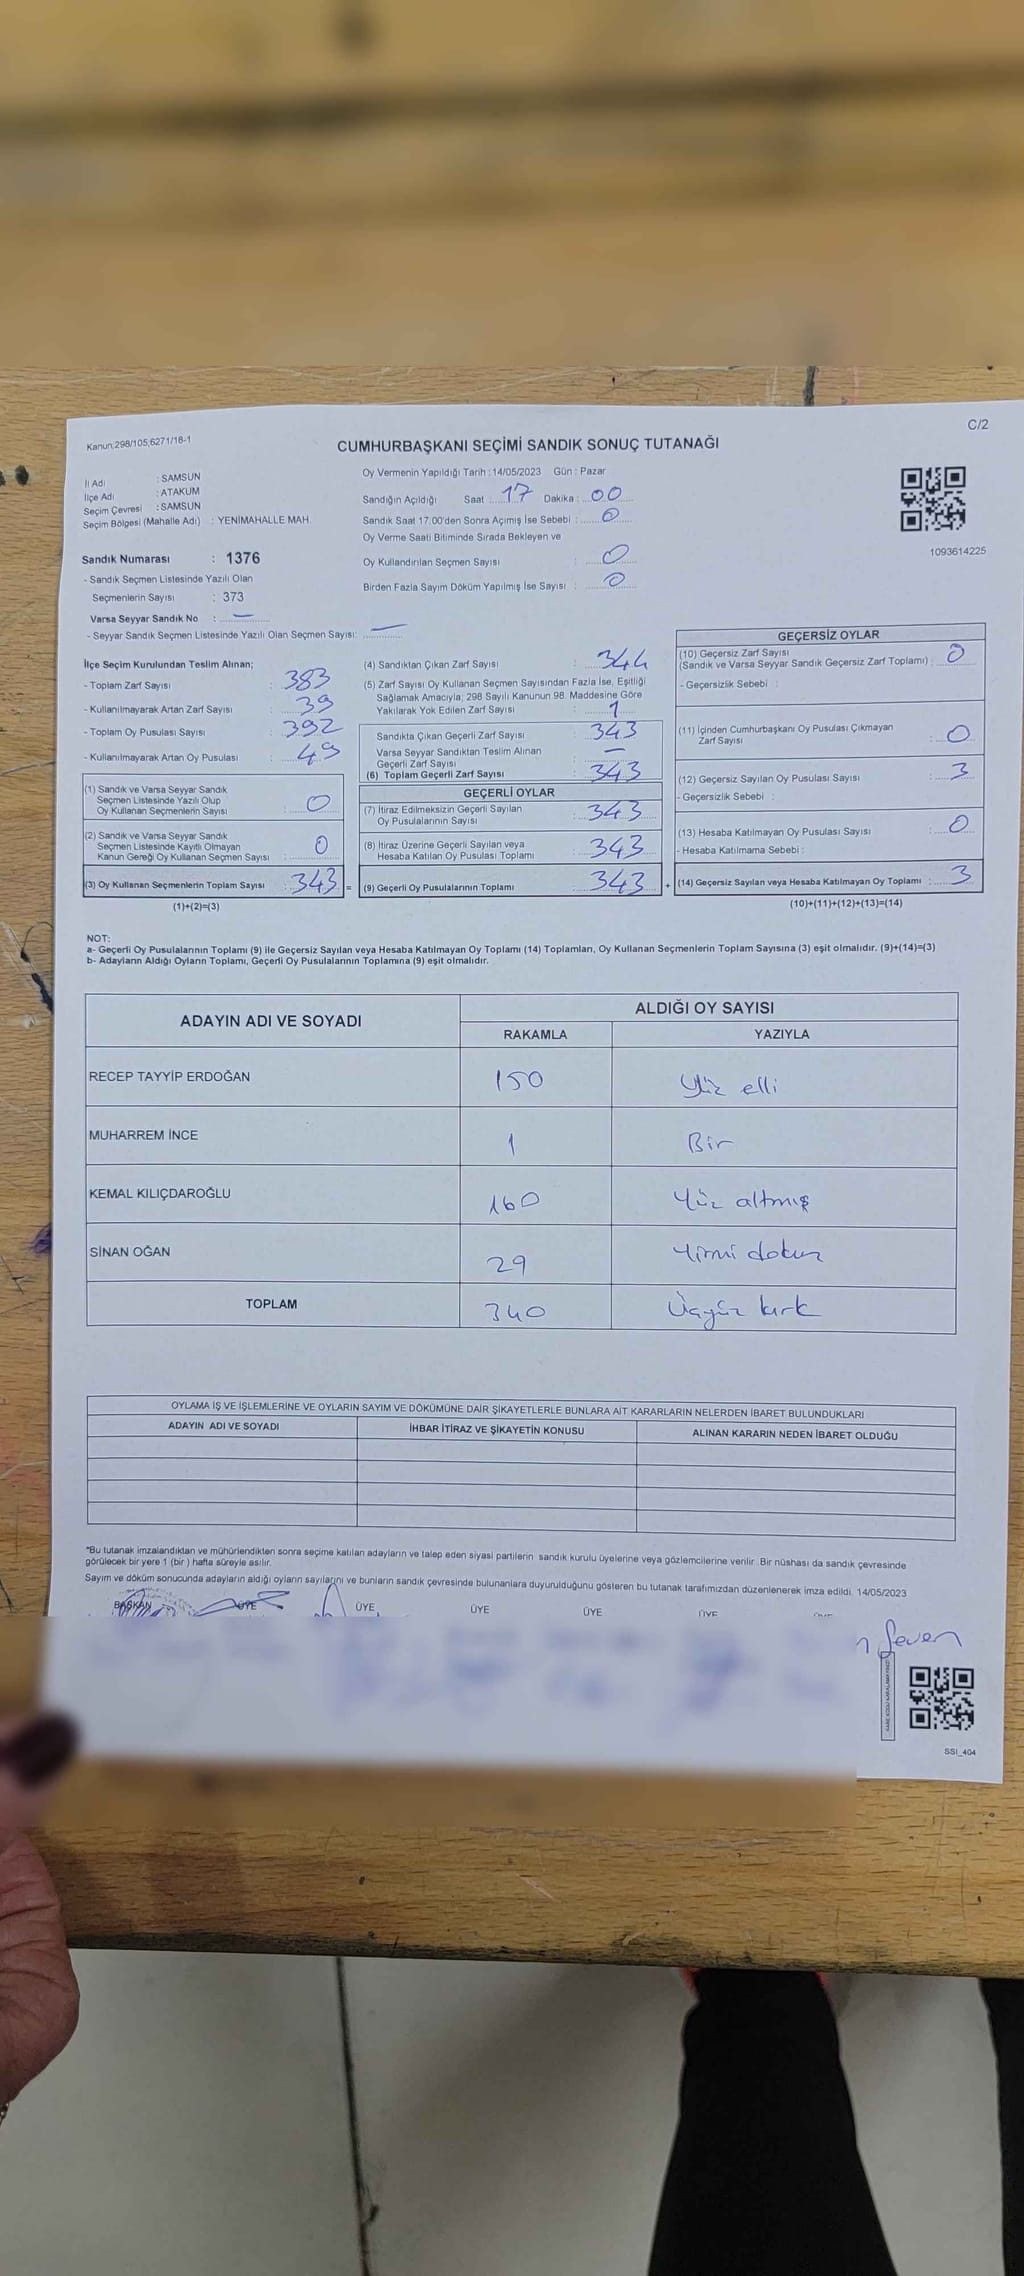 Kanun:298/105,6271/18-1
C/2
CUMHURBAŞKANI SEÇİMİ SANDIK SONUÇ TUTANAĞI
İl Adı : SAMSUN
İlçe Adı : ATAKUM
Seçim Çevresi : SAMSUN
Seçim Bölgesi (Mahalle Adı) : YENİMAHALLE MAH.
Oy Vermenin Yapıldığı Tarih : 14/05/2023 Gün : Pazar
Sandığın Açıldığı Saat : 17 Dakika : 00
Sandık Saat 17.00'den Sonra Açımış İse Sebebi : 0
Oy Verme Saati Bitiminde Sırada Bekleyen ve
Oy Kullandırılan Seçmen Sayısı : 0
Birden Fazla Sayım Döküm Yapılmış İse Sayısı : 0
1093614225
Sandık Numarası : 1376
- Sandık Seçmen Listesinde Yazılı Olan
Seçmenlerin Sayısı : 373
Varsa Seyyar Sandık No : —
- Seyyar Sandık Seçmen Listesinde Yazılı Olan Seçmen Sayısı: —
İlçe Seçim Kurulundan Teslim Alınan;
- Toplam Zarf Sayısı : 383
- Kullanılmayarak Artan Zarf Sayısı : 39
- Toplam Oy Pusulası Sayısı : 392
- Kullanılmayarak Artan Oy Pusulası : 49
(1) Sandık ve Varsa Seyyar Sandık
Seçmen Listesinde Yazılı Olup
Oy Kullanan Seçmenlerin Sayısı : 0
(2) Sandık ve Varsa Seyyar Sandık
Seçmen Listesinde Kayıtlı Olmayan
Kanun Gereği Oy Kullanan Seçmen Sayısı : 0
(3) Oy Kullanan Seçmenlerin Toplam Sayısı : 343 =
(1)+(2)=(3)
(4) Sandıktan Çıkan Zarf Sayısı : 344
(5) Zarf Sayısı Oy Kullanan Seçmen Sayısından Fazla İse, Eşitliği
Sağlamak Amacıyla; 298 Sayılı Kanunun 98. Maddesine Göre
Yakılarak Yok Edilen Zarf Sayısı : 1
Sandıkta Çıkan Geçerli Zarf Sayısı : 343
Varsa Seyyar Sandıktan Teslim Alınan
Geçerli Zarf Sayısı : —
(6) Toplam Geçerli Zarf Sayısı : 343
GEÇERLİ OYLAR
(7) İtiraz Edilmeksizin Geçerli Sayılan
Oy Pusulalarının Sayısı : 343
(8) İtiraz Üzerine Geçerli Sayılan veya
Hesaba Katılan Oy Pusulası Toplamı : 343
(9) Geçerli Oy Pusulalarının Toplamı : 343 +
GEÇERSİZ OYLAR
(10) Geçersiz Zarf Sayısı
(Sandık ve Varsa Seyyar Sandık Geçersiz Zarf Toplamı) : 0
- Geçersizlik Sebebi :
(11) İçinden Cumhurbaşkanı Oy Pusulası Çıkmayan
Zarf Sayısı : 0
(12) Geçersiz Sayılan Oy Pusulası Sayısı : 3
- Geçersizlik Sebebi :
(13) Hesaba Katılmayan Oy Pusulası Sayısı : 0
- Hesaba Katılmama Sebebi :
(14) Geçersiz Sayılan veya Hesaba Katılmayan Oy Toplamı : 3
(10)+(11)+(12)+(13)=(14)
NOT:
a- Geçerli Oy Pusulalarının Toplamı (9) ile Geçersiz Sayılan veya Hesaba Katılmayan Oy Toplamı (14) Toplamları, Oy Kullanan Seçmenlerin Toplam Sayısına (3) eşit olmalıdır. (9)+(14)=(3)
b- Adayların Aldığı Oyların Toplamı, Geçerli Oy Pusulalarının Toplamına (9) eşit olmalıdır.
ADAYIN ADI VE SOYADI ALDIĞI OY SAYISI
RAKAMLA YAZIYLA
RECEP TAYYİP ERDOĞAN 150 Yüz elli
MUHARREM İNCE 1 Bir
KEMAL KILIÇDAROĞLU 160 Yüz altmış
SİNAN OĞAN 29 Yirmi dokuz
TOPLAM 340 Üçyüz kırk
OYLAMA İŞ VE İŞLEMLERİNE VE OYLARIN SAYIM VE DÖKÜMÜNE DAİR ŞİKAYETLERLE BUNLARA AİT KARARLARIN NELERDEN İBARET BULUNDUKLARI
ADAYIN ADI VE SOYADI İHBAR İTİRAZ VE ŞİKAYETİN KONUSU ALINAN KARARIN NEDEN İBARET OLDUĞU
*Bu tutanak imzalandıktan ve mühürlendikten sonra seçime katılan adayların ve talep eden siyasi partilerin sandık kurulu üyelerine veya gözlemcilerine verilir. Bir nüshası da sandık çevresinde
görülecek bir yere 1 (bir) hafta süreyle asılır.
Sayım ve döküm sonucunda adayların aldığı oyların sayılarını ve bunların sandık çevresinde bulunanlara duyurulduğunu gösteren bu tutanak tarafımızdan düzenlenerek imza edildi. 14/05/2023
BAŞKAN ÜYE ÜYE ÜYE ÜYE ÜYE
Seven
SSI_404